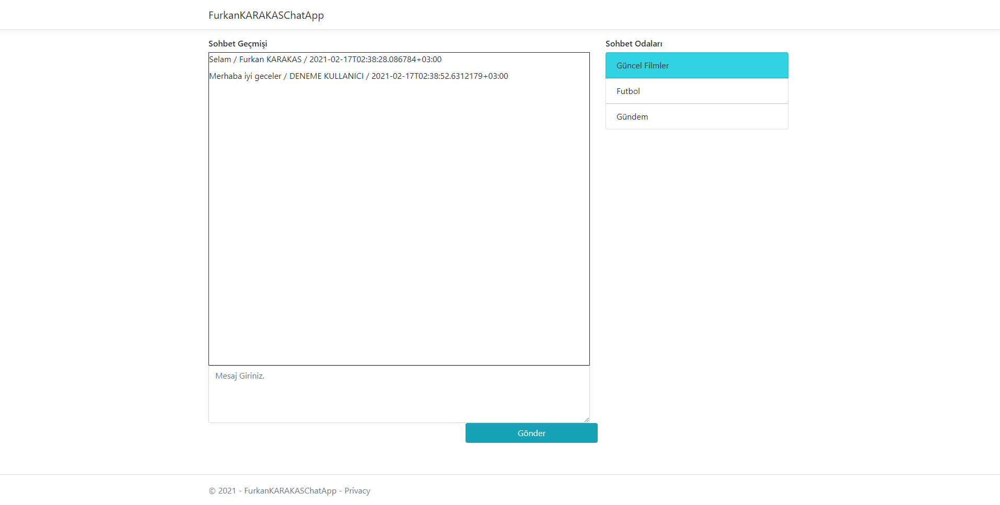 FurkanKARAKASChatApp
Sohbet Geçmişi
Selam / Furkan KARAKAS / 2021-02-17T02:38:28.086784+03:00
Merhaba iyi geceler / DENEME KULLANICI / 2021-02-17T02:38:52.6312179+03:00
Mesaj Giriniz.
Gönder
Sohbet Odaları
Güncel Filmler
Futbol
Gündem
© 2021 - FurkanKARAKASChatApp - Privacy